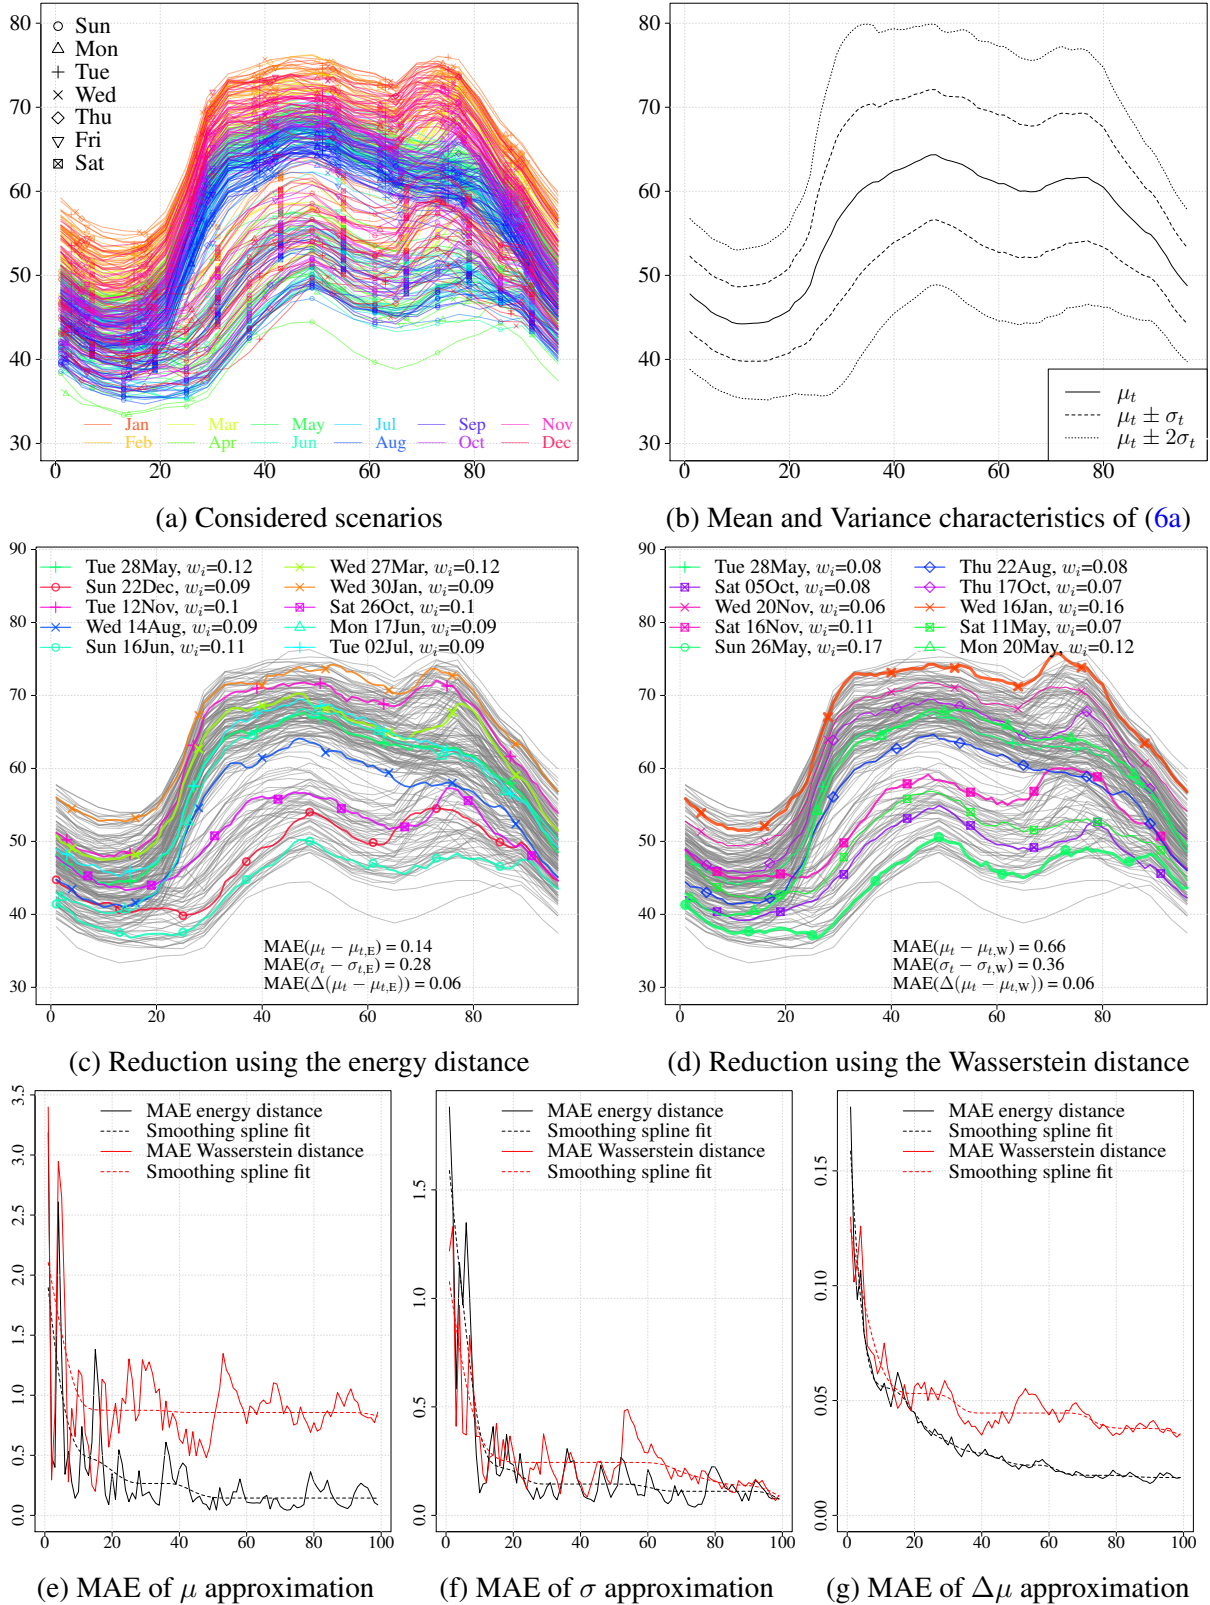 Sun
Mon
Tue
Wed
Thu
Fri
Sat
80
70
60
50
40
30
Jan Mar May Jul Sep Nov
Feb Apr Jun Aug Oct Dec
0 20 40 60 80
(a) Considered scenarios
80
70
60
50
40
30
μt
μt ± σt
μt ± 2σt
0 20 40 60 80
(b) Mean and Variance characteristics of (6a)
90
80
70
60
50
40
30
Tue 28May, wi=0.12 Wed 27Mar, wi=0.12
Sun 22Dec, wi=0.09 Wed 30Jan, wi=0.09
Tue 12Nov, wi=0.1 Sat 26Oct, wi=0.1
Wed 14Aug, wi=0.09 Mon 17Jun, wi=0.09
Sun 16Jun, wi=0.11 Tue 02Jul, wi=0.09
MAE(μt − μt,E) = 0.14
MAE(σt − σt,E) = 0.28
MAE(Δ(μt − μt,E)) = 0.06
0 20 40 60 80
(c) Reduction using the energy distance
90
80
70
60
50
40
30
Tue 28May, wi=0.08 Thu 22Aug, wi=0.08
Sat 05Oct, wi=0.08 Thu 17Oct, wi=0.07
Wed 20Nov, wi=0.06 Wed 16Jan, wi=0.16
Sat 16Nov, wi=0.11 Sat 11May, wi=0.07
Sun 26May, wi=0.17 Mon 20May, wi=0.12
MAE(μt − μt,W) = 0.66
MAE(σt − σt,W) = 0.36
MAE(Δ(μt − μt,W)) = 0.06
0 20 40 60 80
(d) Reduction using the Wasserstein distance
3.5
3.0
2.5
2.0
1.5
1.0
0.5
0.0
MAE energy distance
Smoothing spline fit
MAE Wasserstein distance
Smoothing spline fit
0 20 40 60 80 100
(e) MAE of μ approximation
1.5
1.0
0.5
0.0
MAE energy distance
Smoothing spline fit
MAE Wasserstein distance
Smoothing spline fit
0 20 40 60 80 100
(f) MAE of σ approximation
0.15
0.10
0.05
0.00
MAE energy distance
Smoothing spline fit
MAE Wasserstein distance
Smoothing spline fit
0 20 40 60 80 100
(g) MAE of Δμ approximation